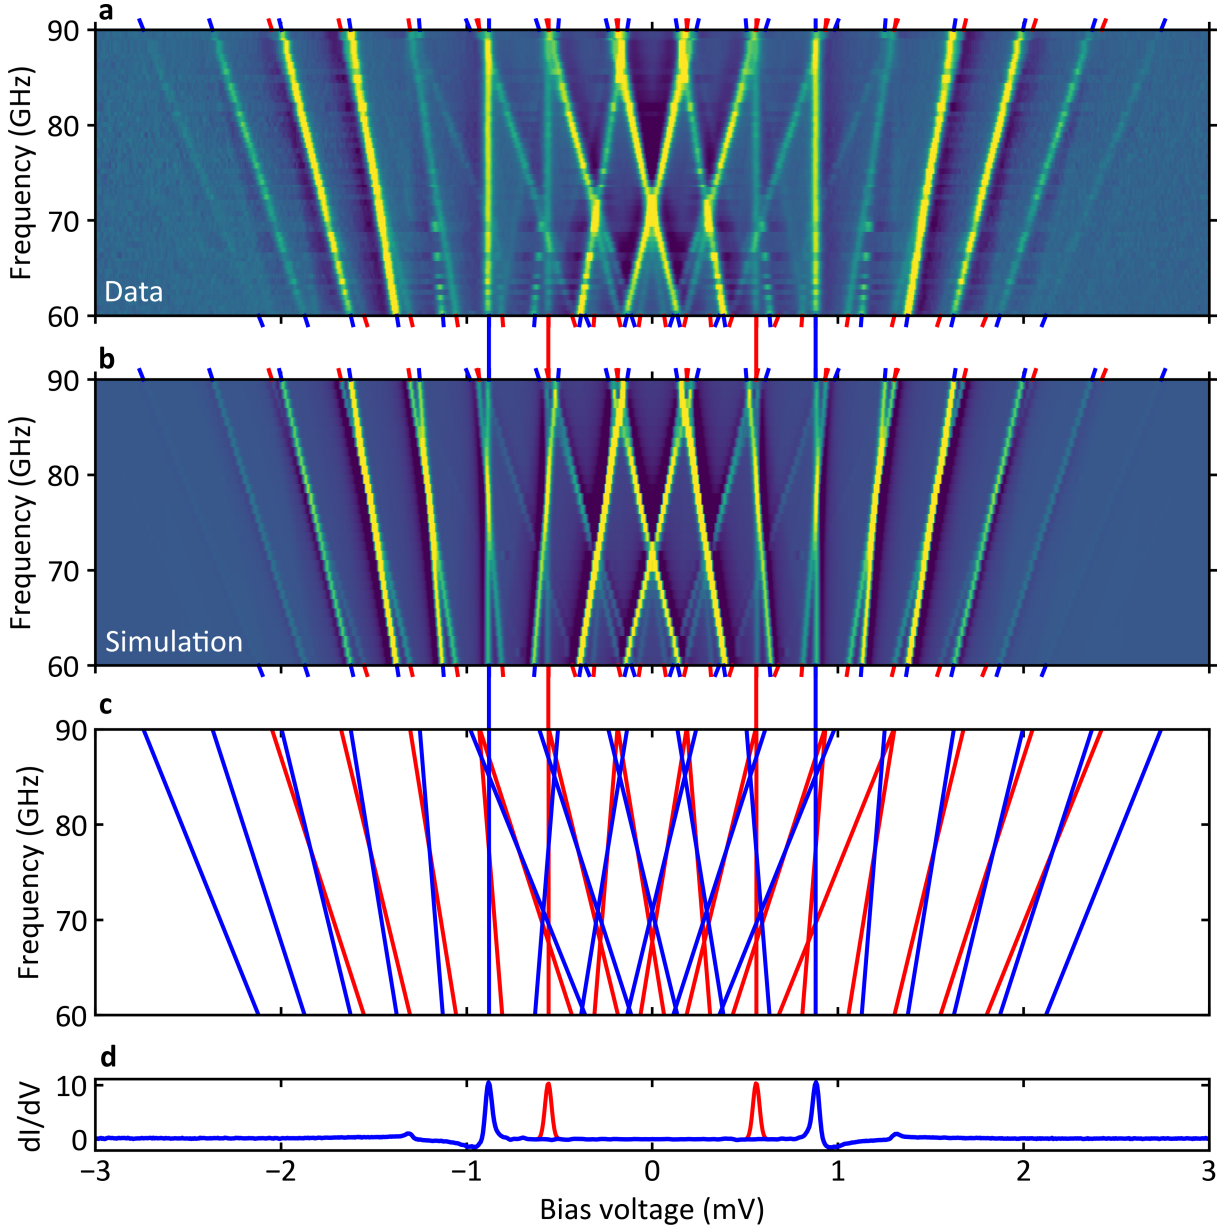 a
90
80
70
60
Frequency (GHz)
Data
b
90
80
70
60
Frequency (GHz)
Simulation
c
90
80
70
60
Frequency (GHz)
d
10
0
dI/dV
−3 −2 −1 0 1 2 3
Bias voltage (mV)